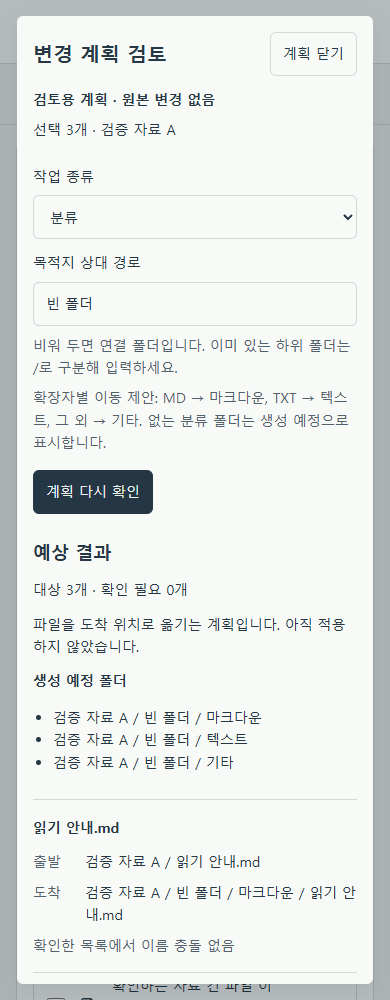 변경 계획 검토
계획 닫기
검토용 계획 · 원본 변경 없음
선택 3개 · 검증 자료 A
작업 종류
분류
목적지 상대 경로
빈 폴더
비워 두면 연결 폴더입니다. 이미 있는 하위 폴더는
/로 구분해 입력하세요.
확장자별 이동 제안: MD → 마크다운, TXT → 텍스
트, 그 외 → 기타. 없는 분류 폴더는 생성 예정으로
표시합니다.
계획 다시 확인
예상 결과
대상 3개 · 확인 필요 0개
파일을 도착 위치로 옮기는 계획입니다. 아직 적용
하지 않았습니다.
생성 예정 폴더
• 검증 자료 A / 빈 폴더 / 마크다운
• 검증 자료 A / 빈 폴더 / 텍스트
• 검증 자료 A / 빈 폴더 / 기타
읽기 안내.md
출발 검증 자료 A / 읽기 안내.md
도착 검증 자료 A / 빈 폴더 / 마크다운 / 읽기 안
내.md
확인한 목록에서 이름 충돌 없음